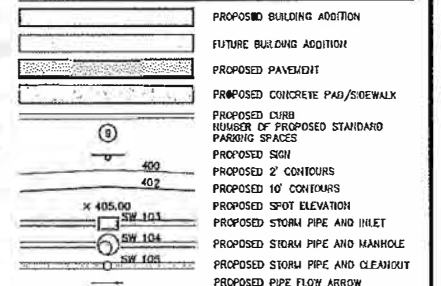 PROPOSED BUILDING ADDITION
FUTURE BUILDING ADDITION
PROPOSED PAVEMENT
PROPOSED CONCRETE PAD/SIDEWALK
PROPOSED CURB
9 NUMBER OF PROPOSED STANDARD
PARKING SPACES
PROPOSED SIGN
400 PROPOSED 2' CONTOURS
402 PROPOSED 10' CONTOURS
× 405.00 PROPOSED SPOT ELEVATION
SW 103 PROPOSED STORM PIPE AND INLET
SW 104 PROPOSED STORM PIPE AND MANHOLE
SW 105 PROPOSED STORM PIPE AND CLEANOUT
PROPOSED PIPE FLOW ARROW